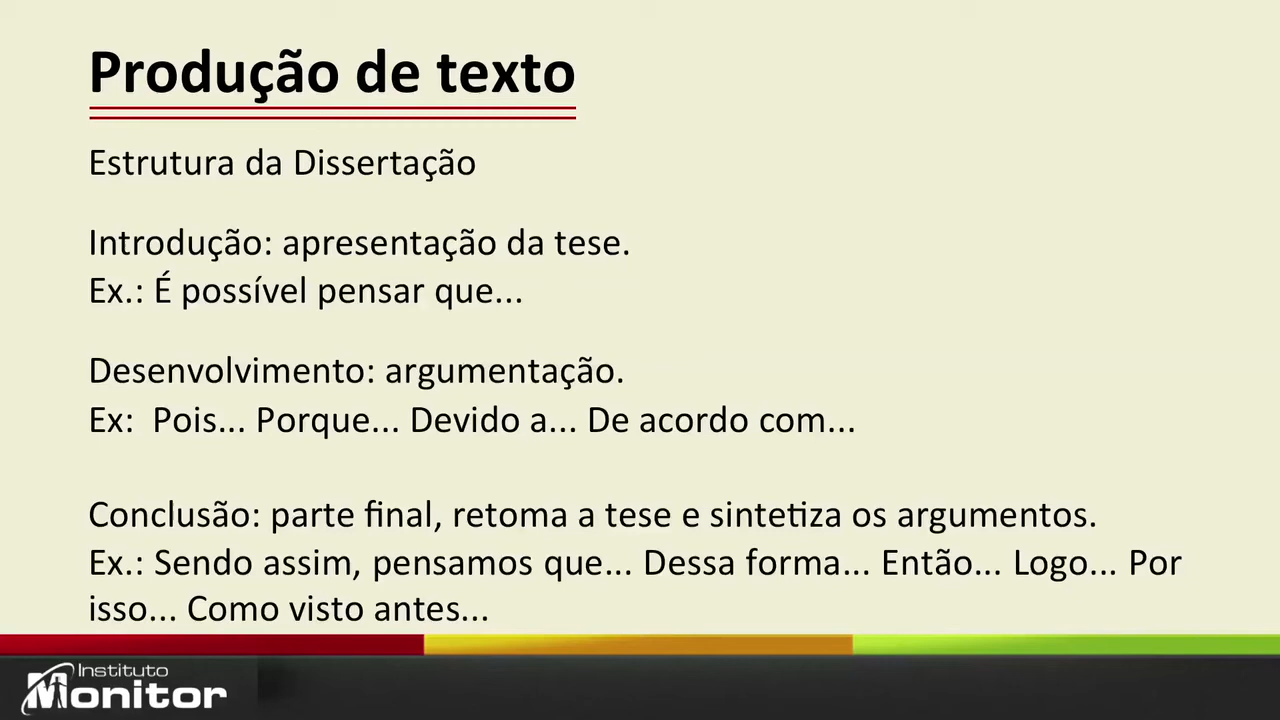 Produção de texto
Estrutura da Dissertação
Introdução: apresentação da tese.
Ex.: É possível pensar que...
Desenvolvimento: argumentação.
Ex:  Pois... Porque... Devido a... De acordo com...
Conclusão: parte final, retoma a tese e sintetiza os argumentos.
Ex.: Sendo assim, pensamos que... Dessa forma... Então... Logo... Por
isso... Como visto antes...
Instituto
Monitor